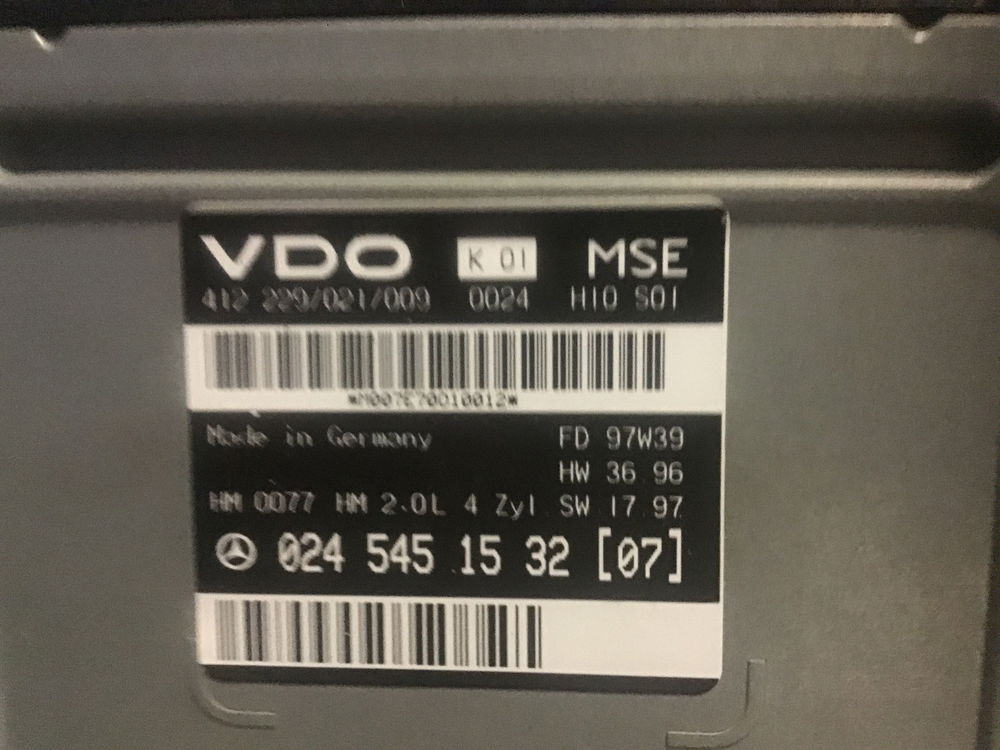 VDO K 01 MSE
412 229/021/009 0024 H10 S01
*M007E70D10012*
Made in Germany FD 97W39
HW 36 96
HM 0077 HM 2.0L 4 Zyl SW 17 97
024 545 15 32 [07]